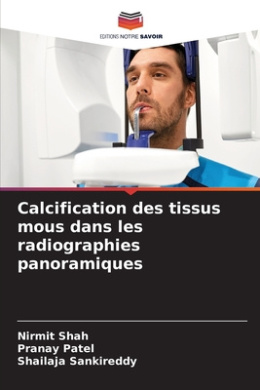 EDITIONS NOTRE SAVOIR
Calcification des tissus
mous dans les
radiographies
panoramiques
Nirmit Shah
Pranay Patel
Shailaja Sankireddy